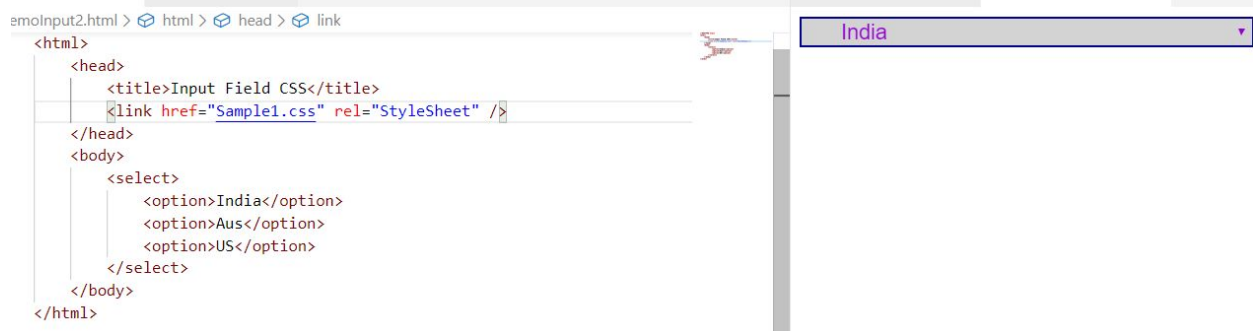 emoInput2.html > html > head > link
<html>
<head>
<title>Input Field CSS</title>
<link href="Sample1.css" rel="StyleSheet" />
</head>
<body>
<select>
<option>India</option>
<option>Aus</option>
<option>US</option>
</select>
</body>
</html>
India